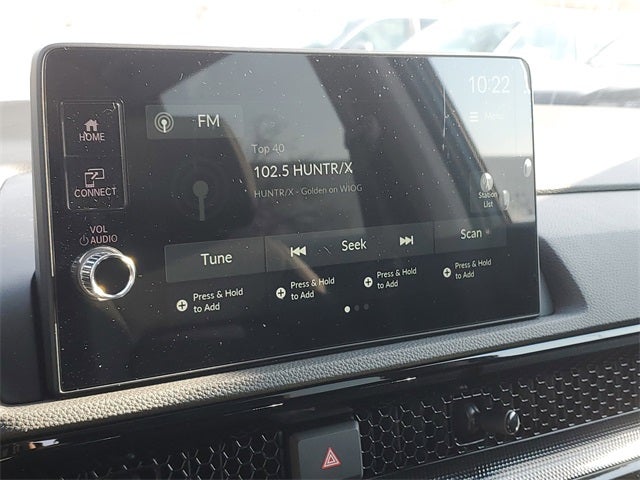 10:22
HOME
FM
Menu
Top 40
102.5 HUNTR/X
CONNECT
HUNTR/X - Golden on WIOG
Station
List
VOL
AUDIO
Tune
Seek
Scan
Press & Hold
to Add
Press & Hold
to Add
Press & Hold
to Add
Press & Hold
to Add